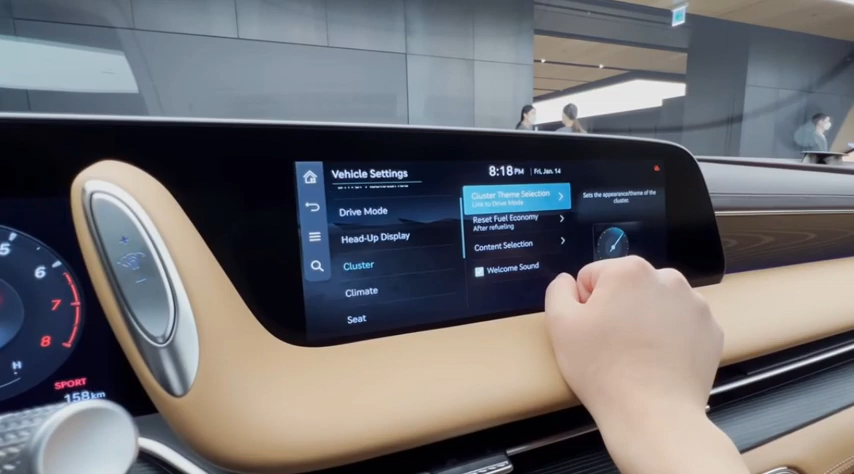 Vehicle Settings
8:18 PM Fri, Jan. 14
Drive Mode
Head-Up Display
Cluster
Climate
Seat
Cluster Theme Selection
Link to Drive Mode
Reset Fuel Economy
After refueling
Content Selection
Welcome Sound
Sets the appearance/theme of the
cluster.
5
6
7
8
H
SPORT
158km